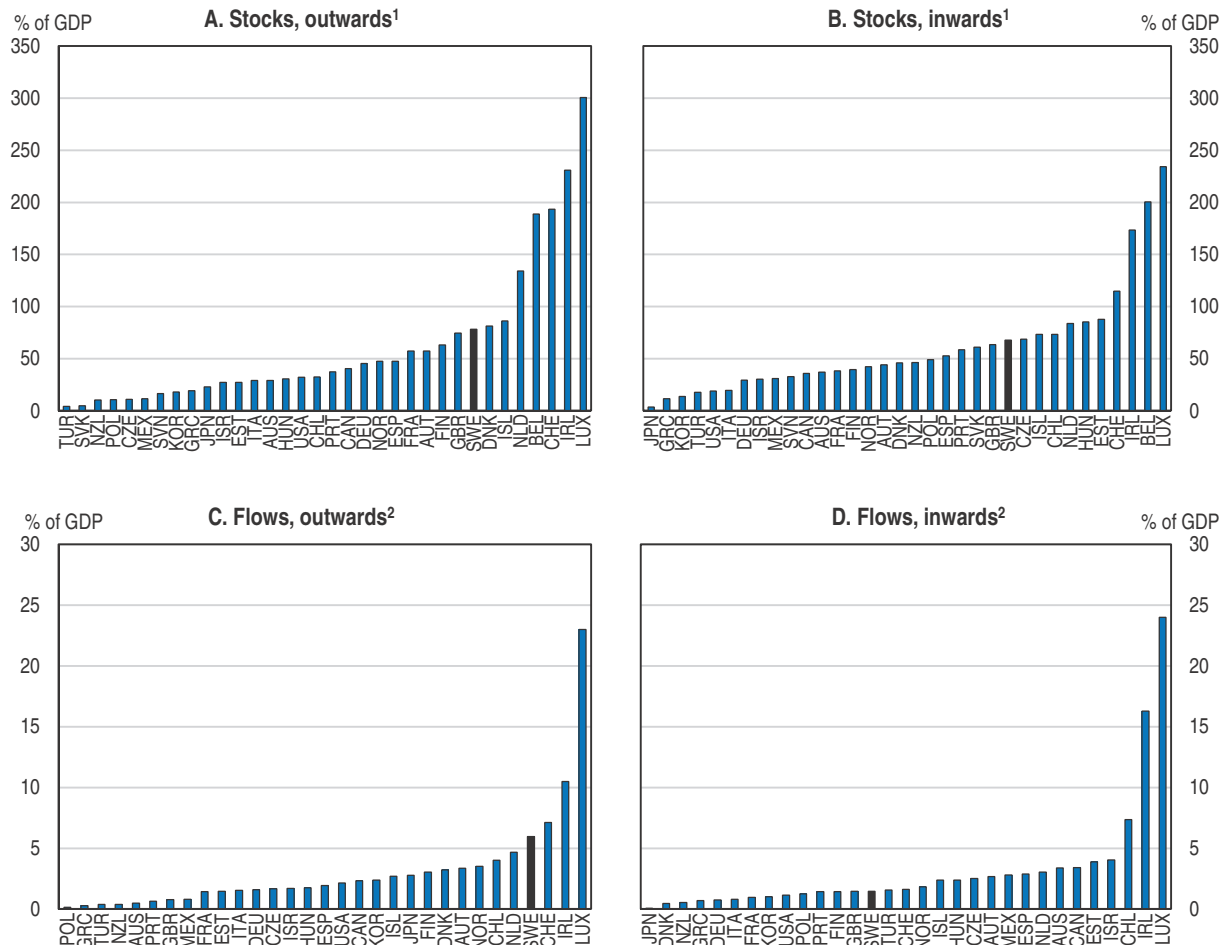 % of GDP
A. Stocks, outwards¹
350
300
250
200
150
100
50
0
TUR SVK NZL POL CZE MEX SVN KOR GRC JPN ISR EST ITA AUS HUN USA CHL PRT CAN DEU NOR ESP FRA AUT FIN GBR SWE DNK ISL NLD BEL CHE IRL LUX
B. Stocks, inwards¹
% of GDP
350
300
250
200
150
100
50
0
JPN GRC KOR TUR USA ITA DEU ISR MEX SVN CAN AUS FRA FIN NOR AUT DNK NZL POL ESP PRT SVK GBR SWE CZE ISL CHL NLD HUN EST CHE IRL BEL LUX
% of GDP
C. Flows, outwards²
30
25
20
15
10
5
0
POL GRC TUR NZL AUS PRT GBR MEX FRA EST ITA DEU CZE ISR HUN ESP USA CAN KOR ISL JPN FIN DNK AUT NOR CHL NLD SWE CHE IRL LUX
D. Flows, inwards²
% of GDP
30
25
20
15
10
5
0
JPN DNK NZL GRC DEU ITA FRA KOR USA POL PRT FIN GBR SWE TUR CHE NOR ISL HUN CZE AUT MEX ESP NLD AUS CAN EST ISR CHL IRL LUX